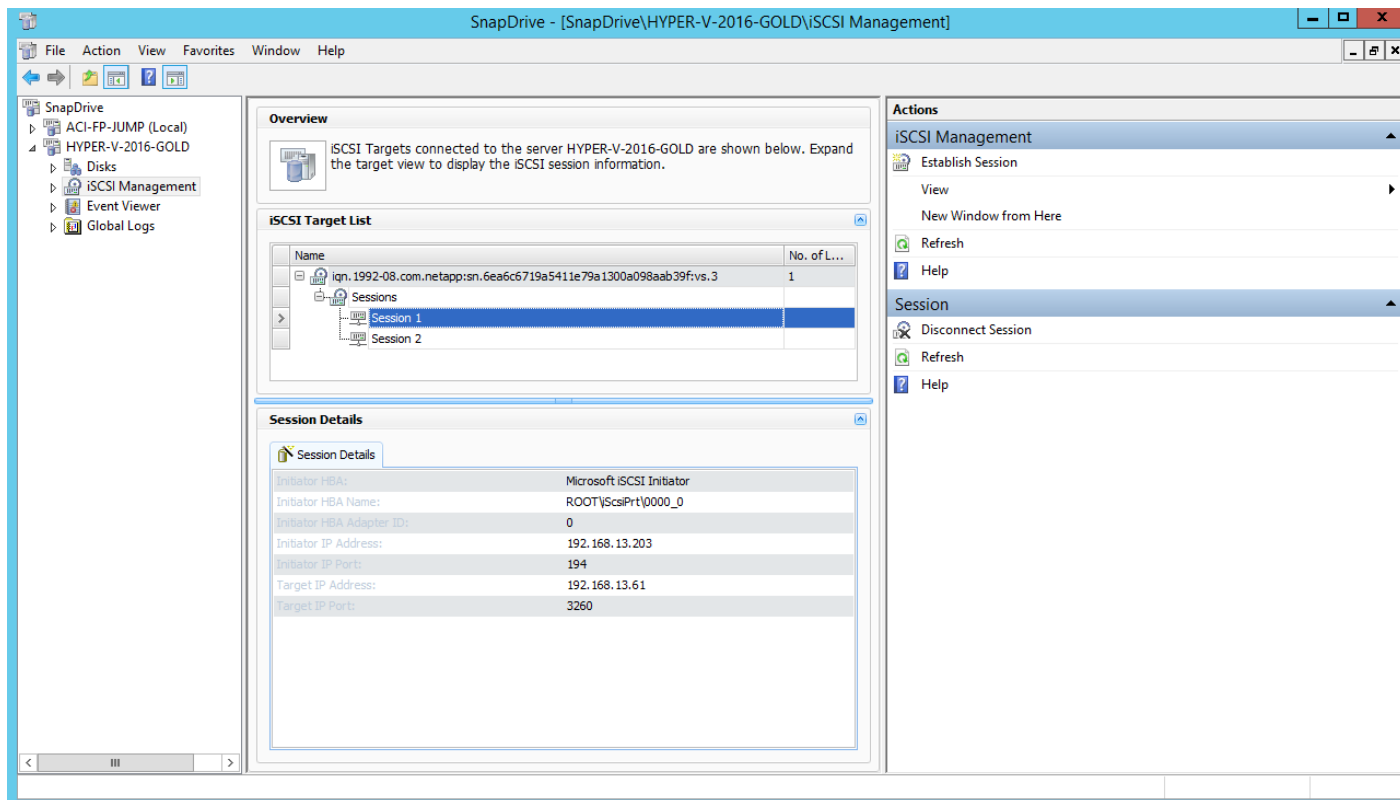 SnapDrive - [SnapDrive\HYPER-V-2016-GOLD\iSCSI Management]
File Action View Favorites Window Help
SnapDrive
ACI-FP-JUMP (Local)
HYPER-V-2016-GOLD
Disks
iSCSI Management
Event Viewer
Global Logs
Overview
iSCSI Targets connected to the server HYPER-V-2016-GOLD are shown below. Expand
the target view to display the iSCSI session information.
iSCSI Target List
Name No. of L...
iqn.1992-08.com.netapp:sn.6ea6c6719a5411e79a1300a098aab39f:vs.3 1
Sessions
Session 1
Session 2
Session Details
Session Details
Initiator HBA: Microsoft iSCSI Initiator
Initiator HBA Name: ROOT\iScsiPrt\0000_0
Initiator HBA Adapter ID: 0
Initiator IP Address: 192.168.13.203
Initiator IP Port: 194
Target IP Address: 192.168.13.61
Target IP Port: 3260
Actions
iSCSI Management
Establish Session
View
New Window from Here
Refresh
Help
Session
Disconnect Session
Refresh
Help